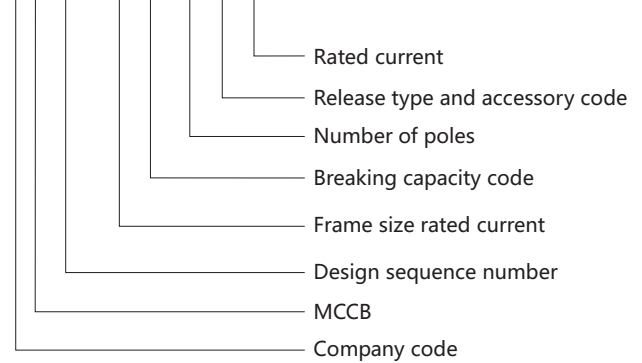 Rated current
Release type and accessory code
Number of poles
Breaking capacity code
Frame size rated current
Design sequence number
MCCB
Company code